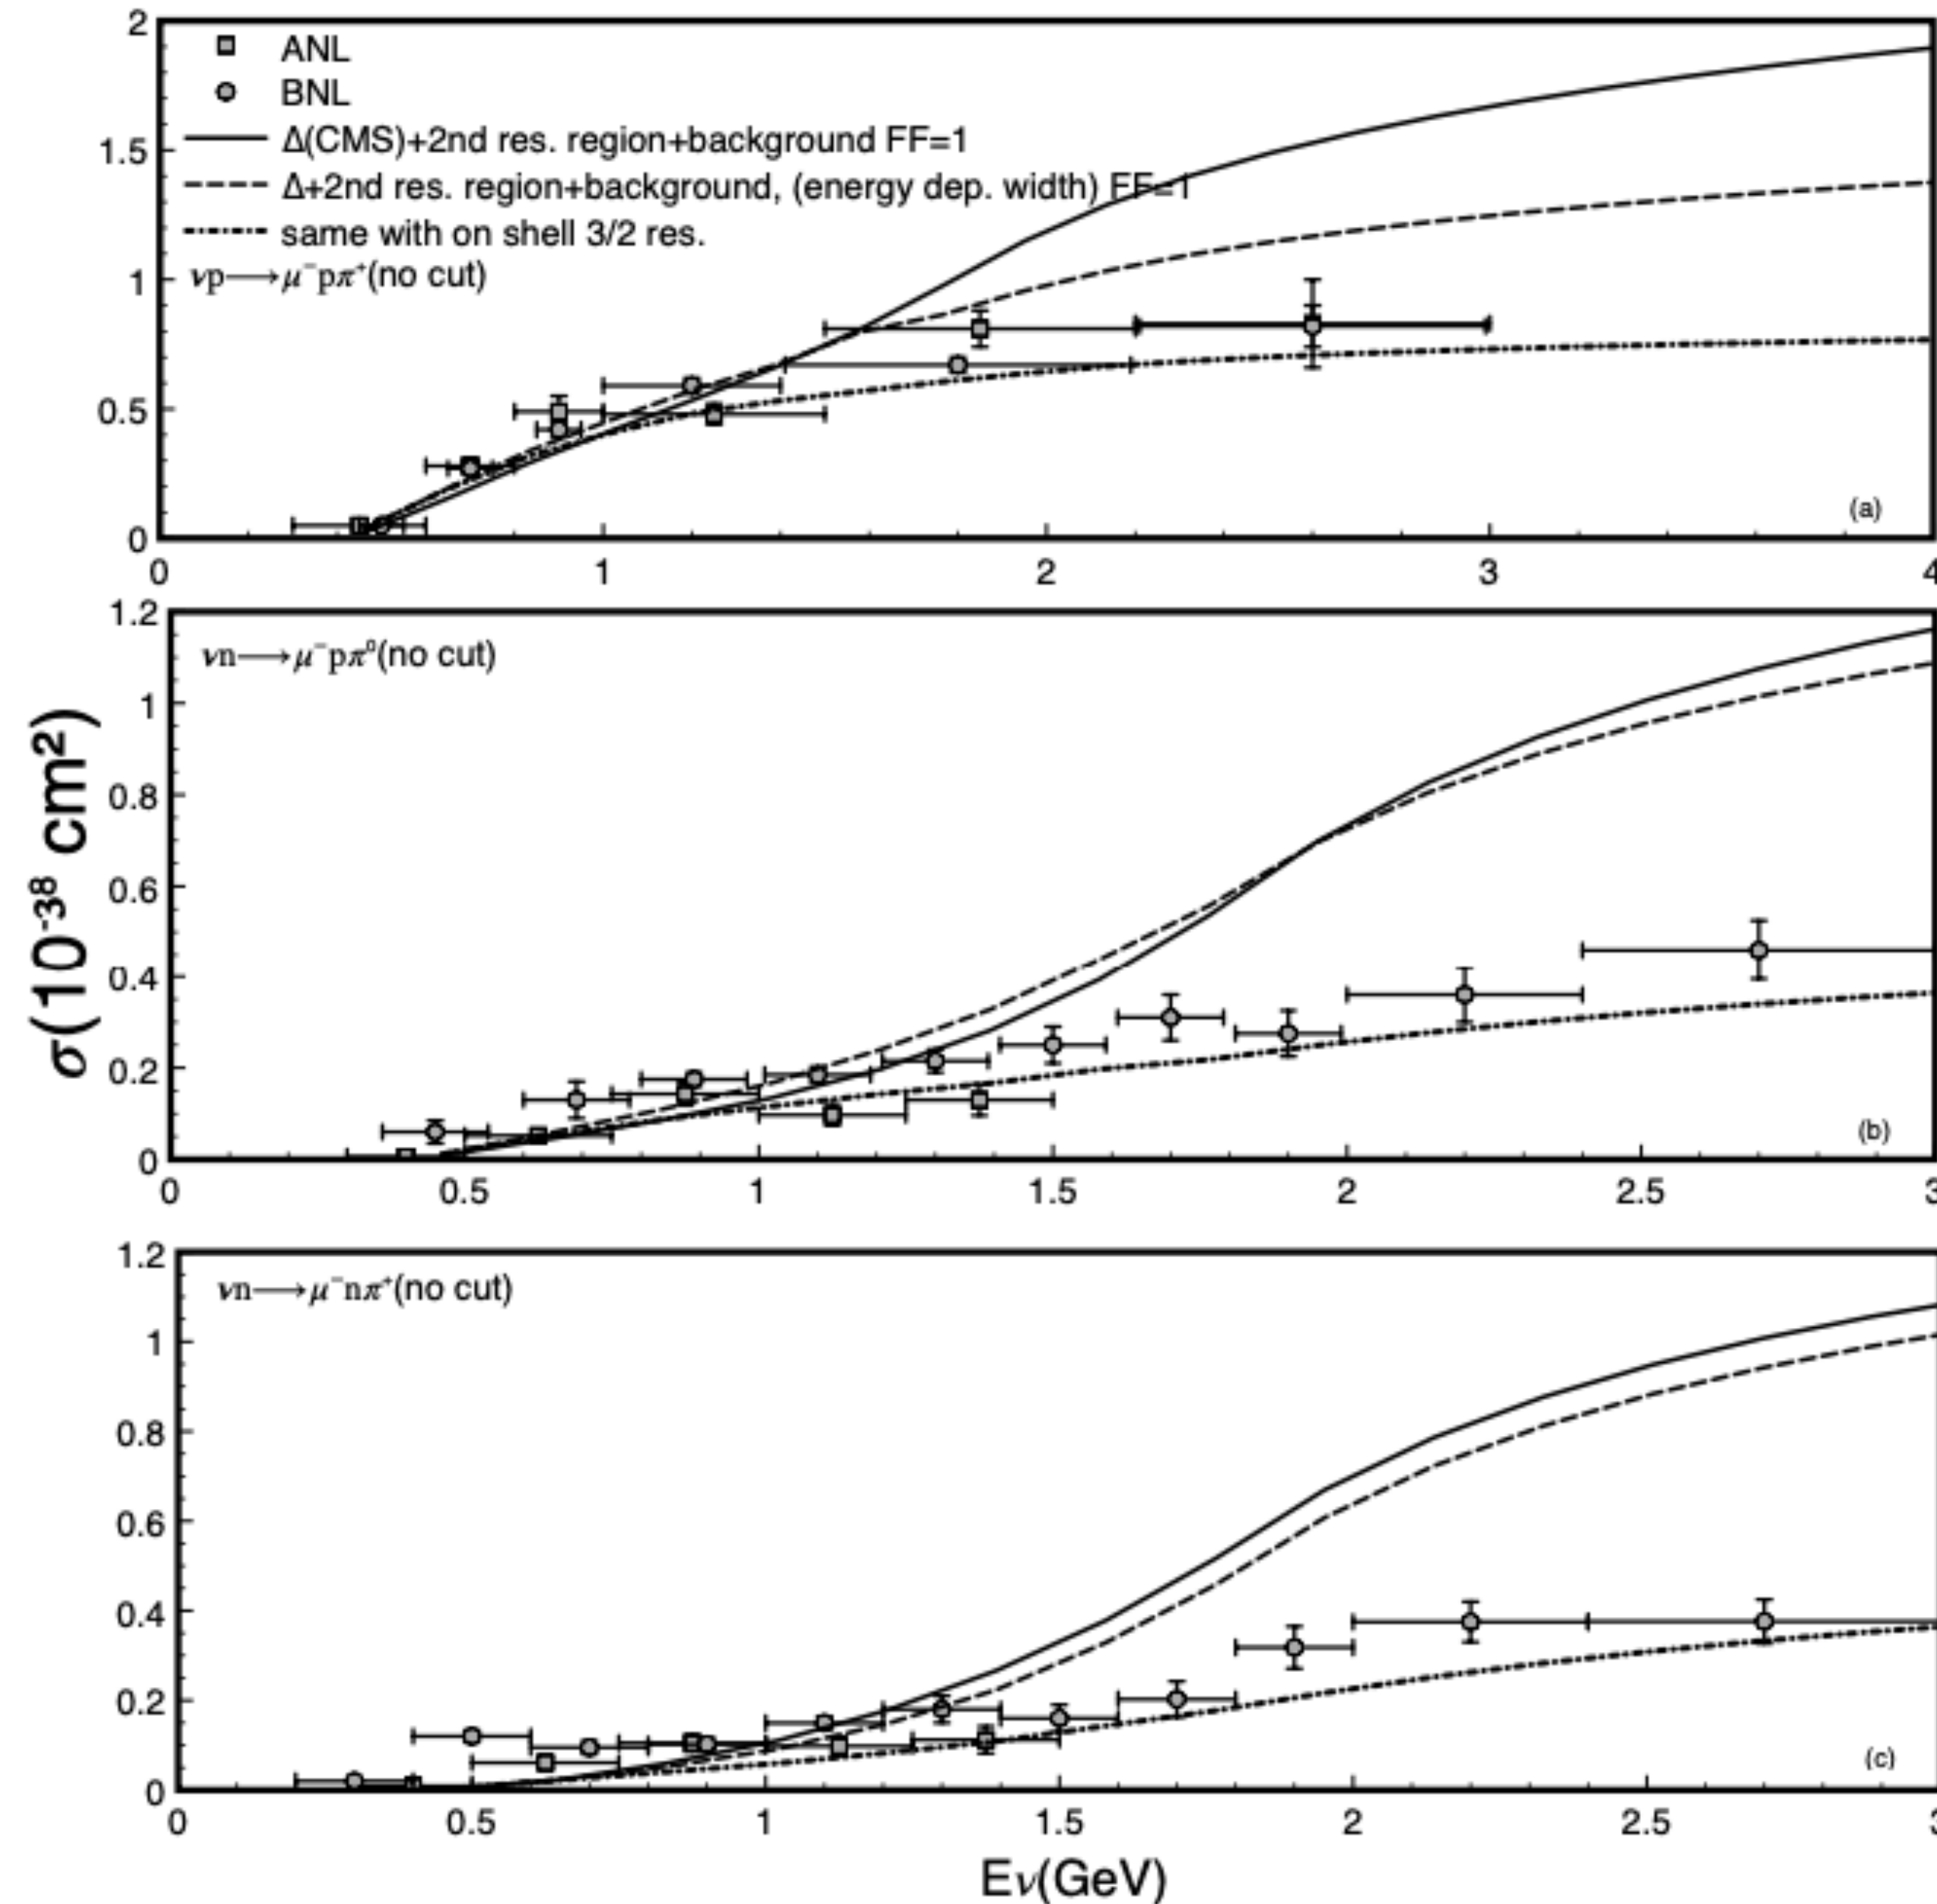 2
ANL
BNL
Δ(CMS)+2nd res. region+background FF=1
1.5
Δ+2nd res. region+background, (energy dep. width) FF=1
same with on shell 3/2 res.
νp⟶μ⁻pπ⁺(no cut)
1
0.5
(a)
0
0 1 2 3 4
1.2
νn⟶μ⁻pπ⁰(no cut)
1
0.8
0.6
0.4
0.2
(b)
0
0 0.5 1 1.5 2 2.5 3
σ(10⁻³⁸ cm²)
1.2
νn⟶μ⁻nπ⁺(no cut)
1
0.8
0.6
0.4
0.2
(c)
0
0 0.5 1 1.5 2 2.5 3
Eν(GeV)